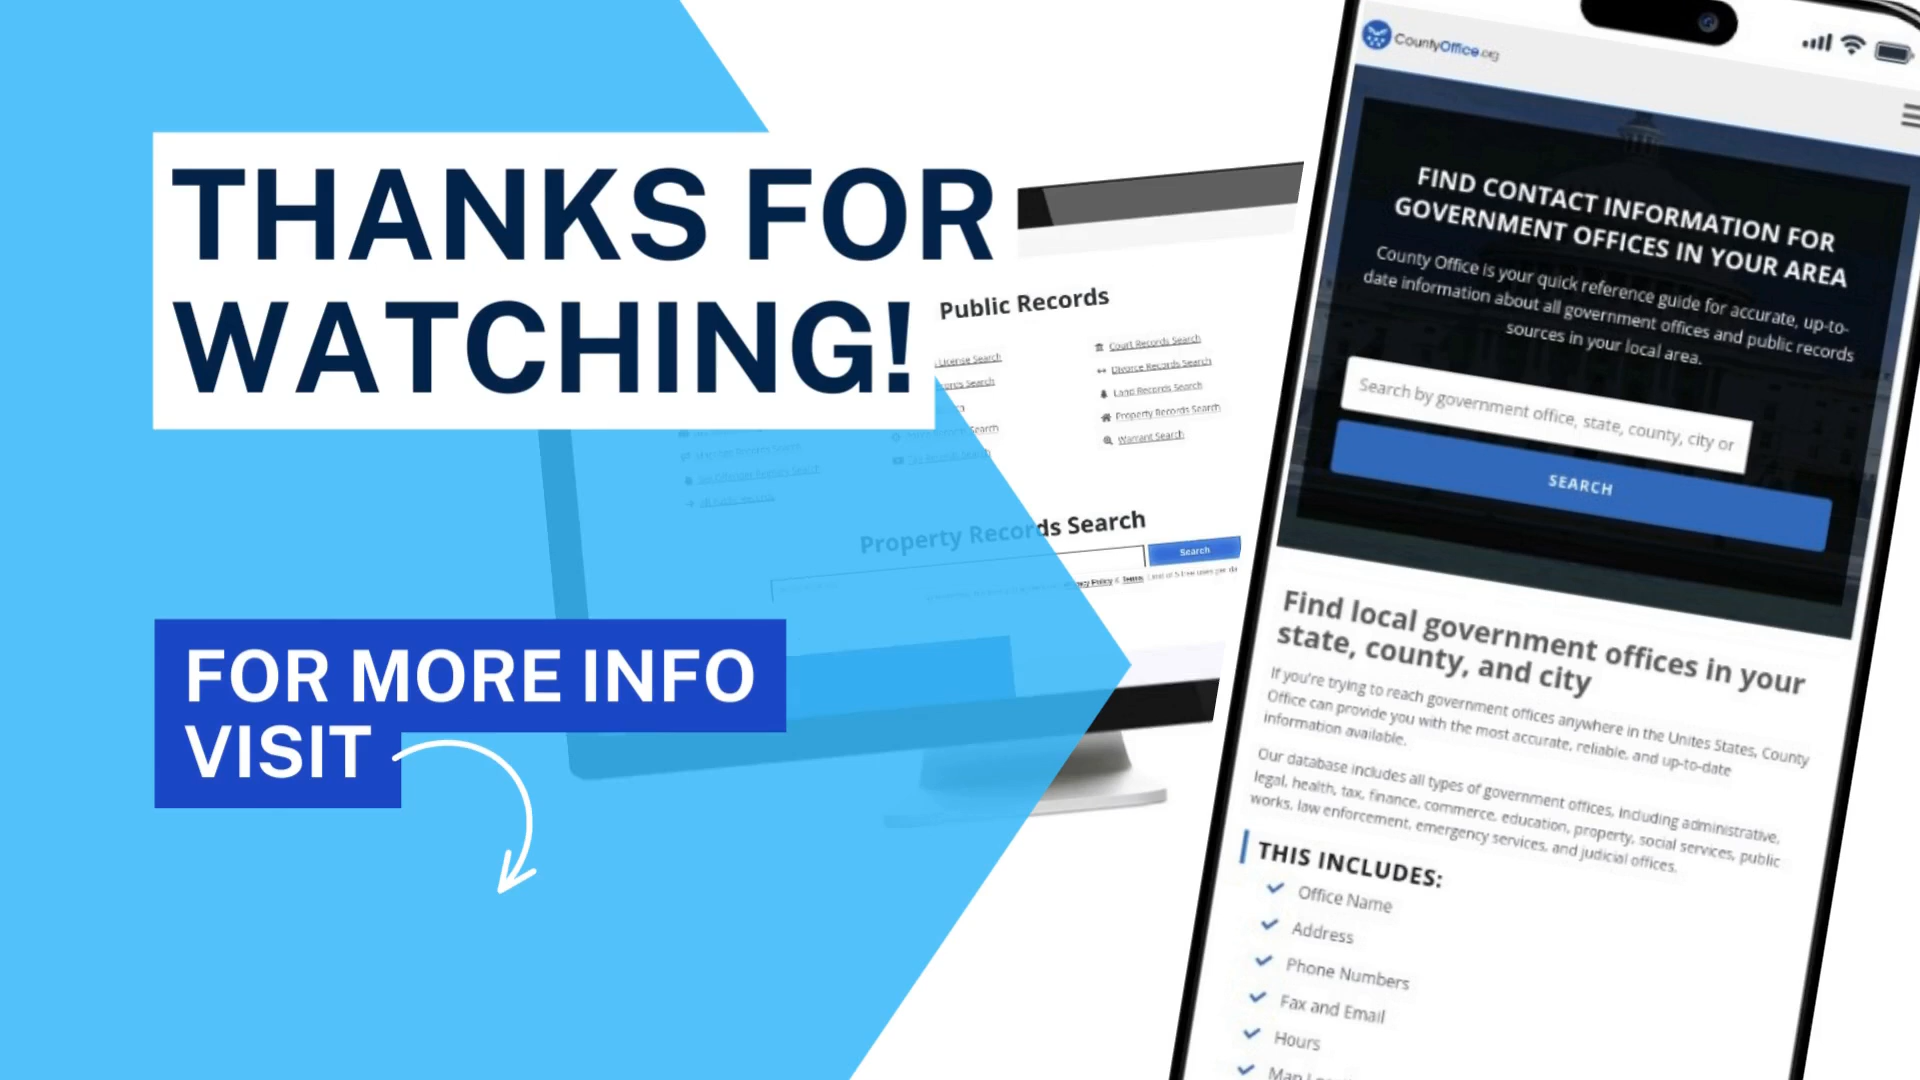 THANKS FOR
WATCHING!
FOR MORE INFO
VISIT
Public Records
License Search
Search
Search
Court Records Search
Divorce Records Search
Land Records Search
Property Records Search
Warrant Search
Property Records Search
Search
Policy & Terms
CountyOffice.org
FIND CONTACT INFORMATION FOR
GOVERNMENT OFFICES IN YOUR AREA
County Office is your quick reference guide for accurate, up-to-
date information about all government offices and public records
sources in your local area.
Search by government office, state, county, city or
SEARCH
Find local government offices in your
state, county, and city
If you're trying to reach government offices anywhere in the Unites States, County
Office can provide you with the most accurate, reliable, and up-to-date
information available.
Our database includes all types of government offices, including administrative,
legal, health, tax, finance, commerce, education, property, social services, public
works, law enforcement, emergency services, and judicial offices.
THIS INCLUDES:
Office Name
Address
Phone Numbers
Fax and Email
Hours
Map